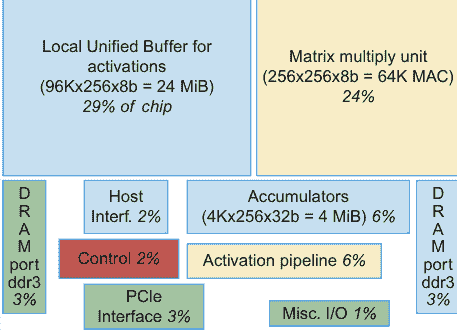 Local Unified Buffer for
activations
(96Kx256x8b = 24 MiB)
29% of chip
Matrix multiply unit
(256x256x8b = 64K MAC)
24%
D
R
A
M
port
ddr3
3%
Host
Interf. 2%
Accumulators
(4Kx256x32b = 4 MiB) 6%
D
R
A
M
port
ddr3
3%
Control 2%
Activation pipeline 6%
PCIe
Interface 3%
Misc. I/O 1%